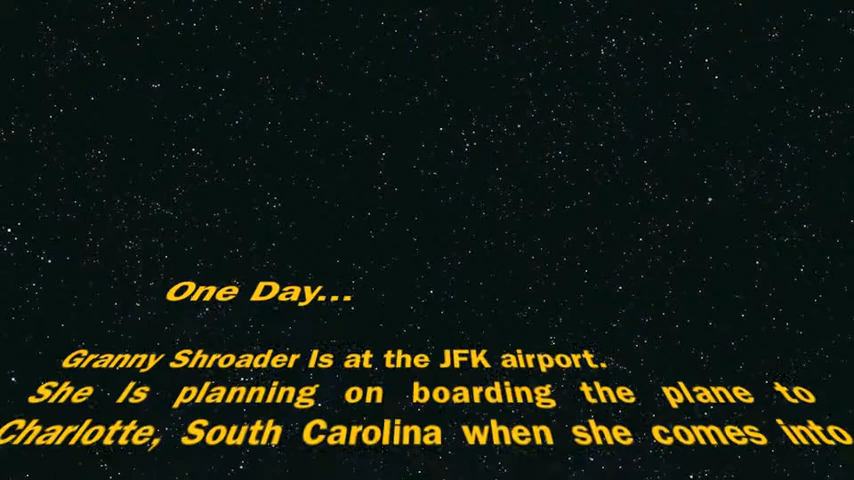 One Day...
Granny Shroader Is at the JFK airport.
She Is planning on boarding the plane to
Charlotte, South Carolina when she comes into